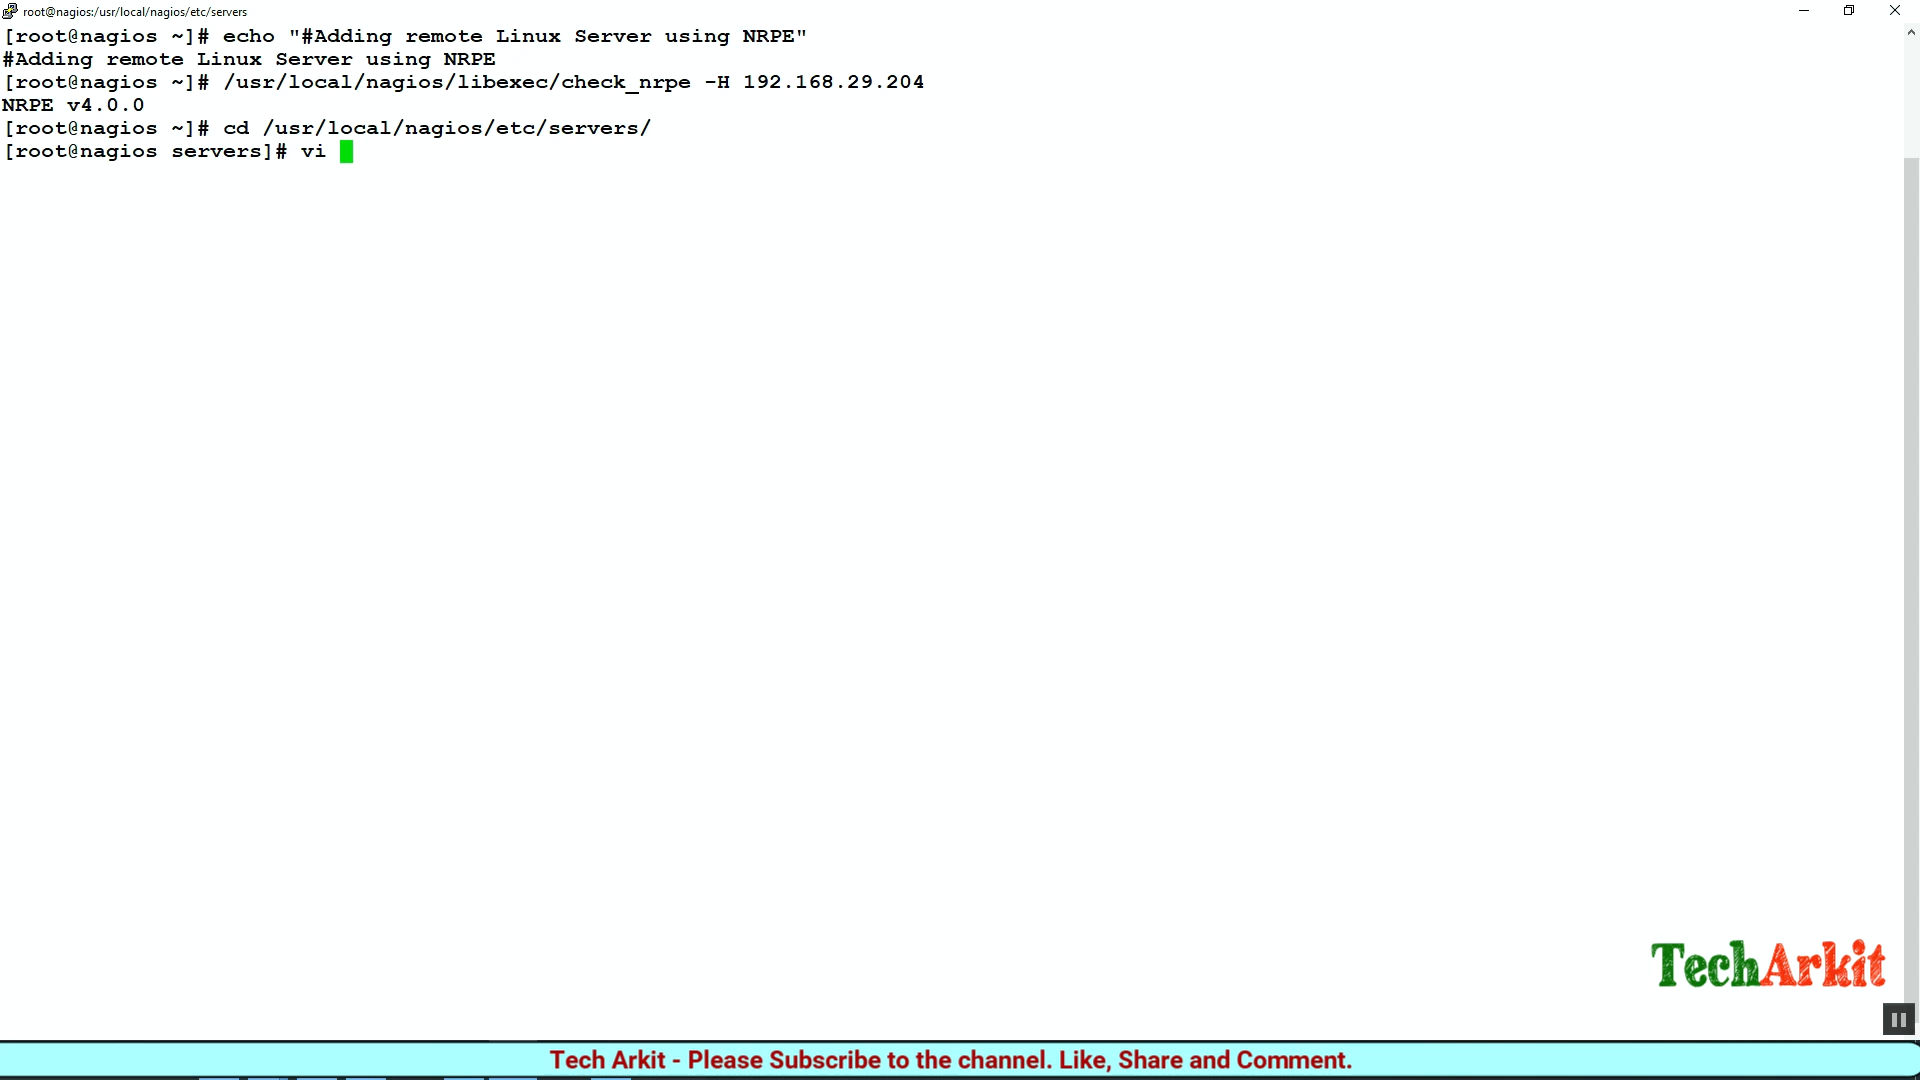 root@nagios:/usr/local/nagios/etc/servers
[root@nagios ~]# echo "#Adding remote Linux Server using NRPE"
#Adding remote Linux Server using NRPE
[root@nagios ~]# /usr/local/nagios/libexec/check_nrpe -H 192.168.29.204
NRPE v4.0.0
[root@nagios ~]# cd /usr/local/nagios/etc/servers/
[root@nagios servers]# vi
TechArkit
Tech Arkit - Please Subscribe to the channel. Like, Share and Comment.